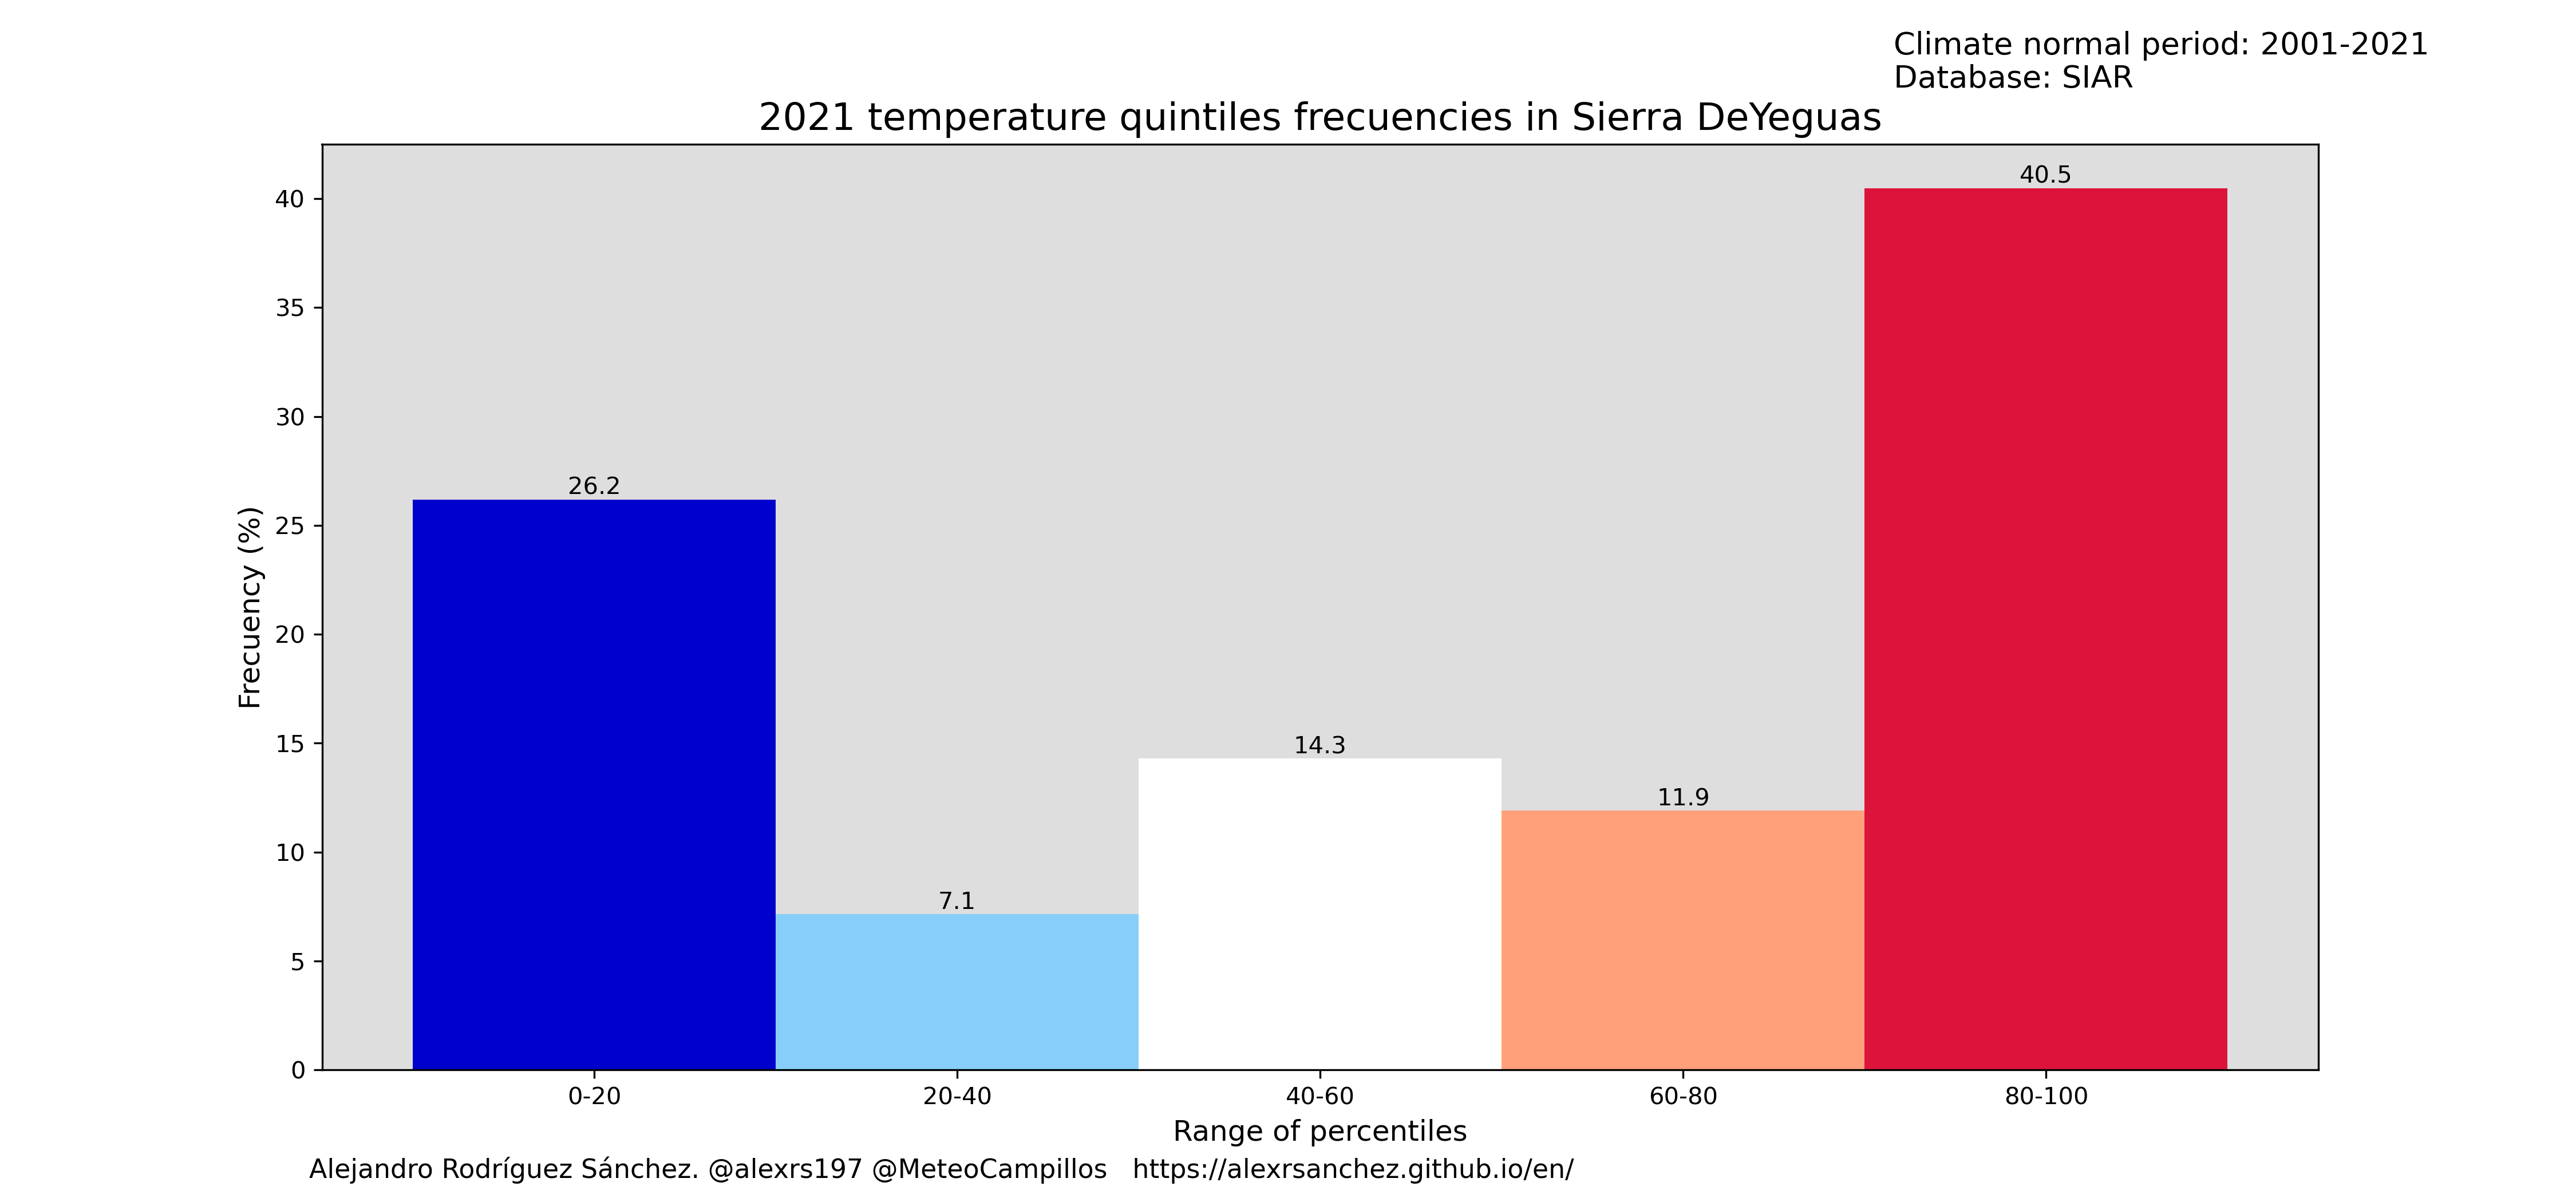 Climate normal period: 2001-2021
Database: SIAR
2021 temperature quintiles frecuencies in Sierra DeYeguas
40.5
40
35
30
26.2
25
Frecuency (%)
20
15
14.3
11.9
10
7.1
5
0
0-20 20-40 40-60 60-80 80-100
Range of percentiles
Alejandro Rodríguez Sánchez. @alexrs197 @MeteoCampillos https://alexrsanchez.github.io/en/